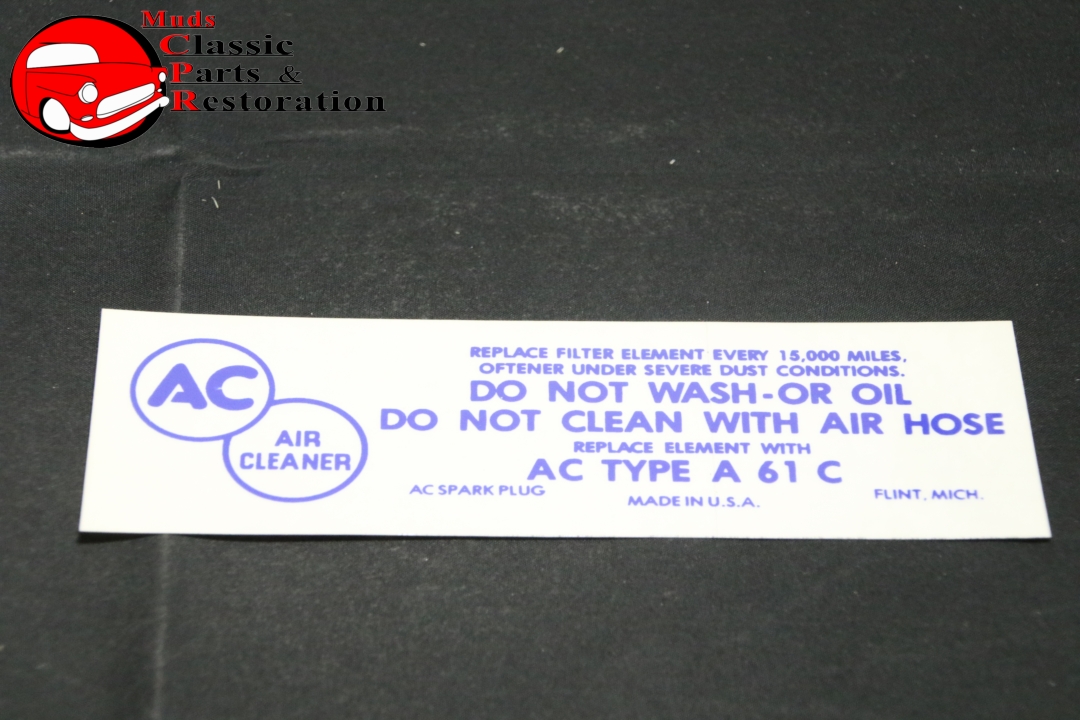 Muds
Classic
Parts &
Restoration
AC
AIR
CLEANER
REPLACE FILTER ELEMENT EVERY 15,000 MILES,
OFTENER UNDER SEVERE DUST CONDITIONS.
DO NOT WASH-OR OIL
DO NOT CLEAN WITH AIR HOSE
REPLACE ELEMENT WITH
AC TYPE A 61 C
AC SPARK PLUG MADE IN U.S.A. FLINT, MICH.